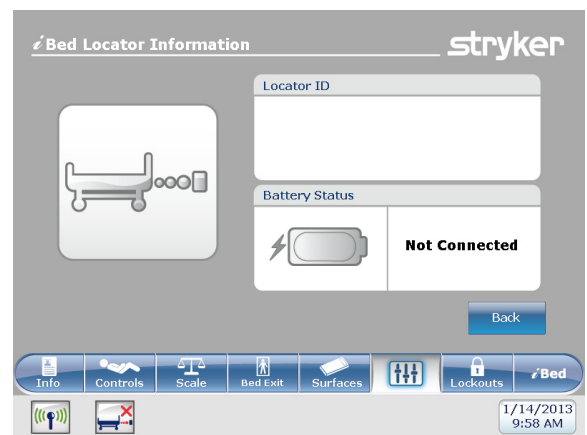 iBed Locator Information
stryker
Locator ID
Battery Status
Not Connected
Back
Info
Controls
Scale
Bed Exit
Surfaces
Lockouts
iBed
1/14/2013
9:58 AM